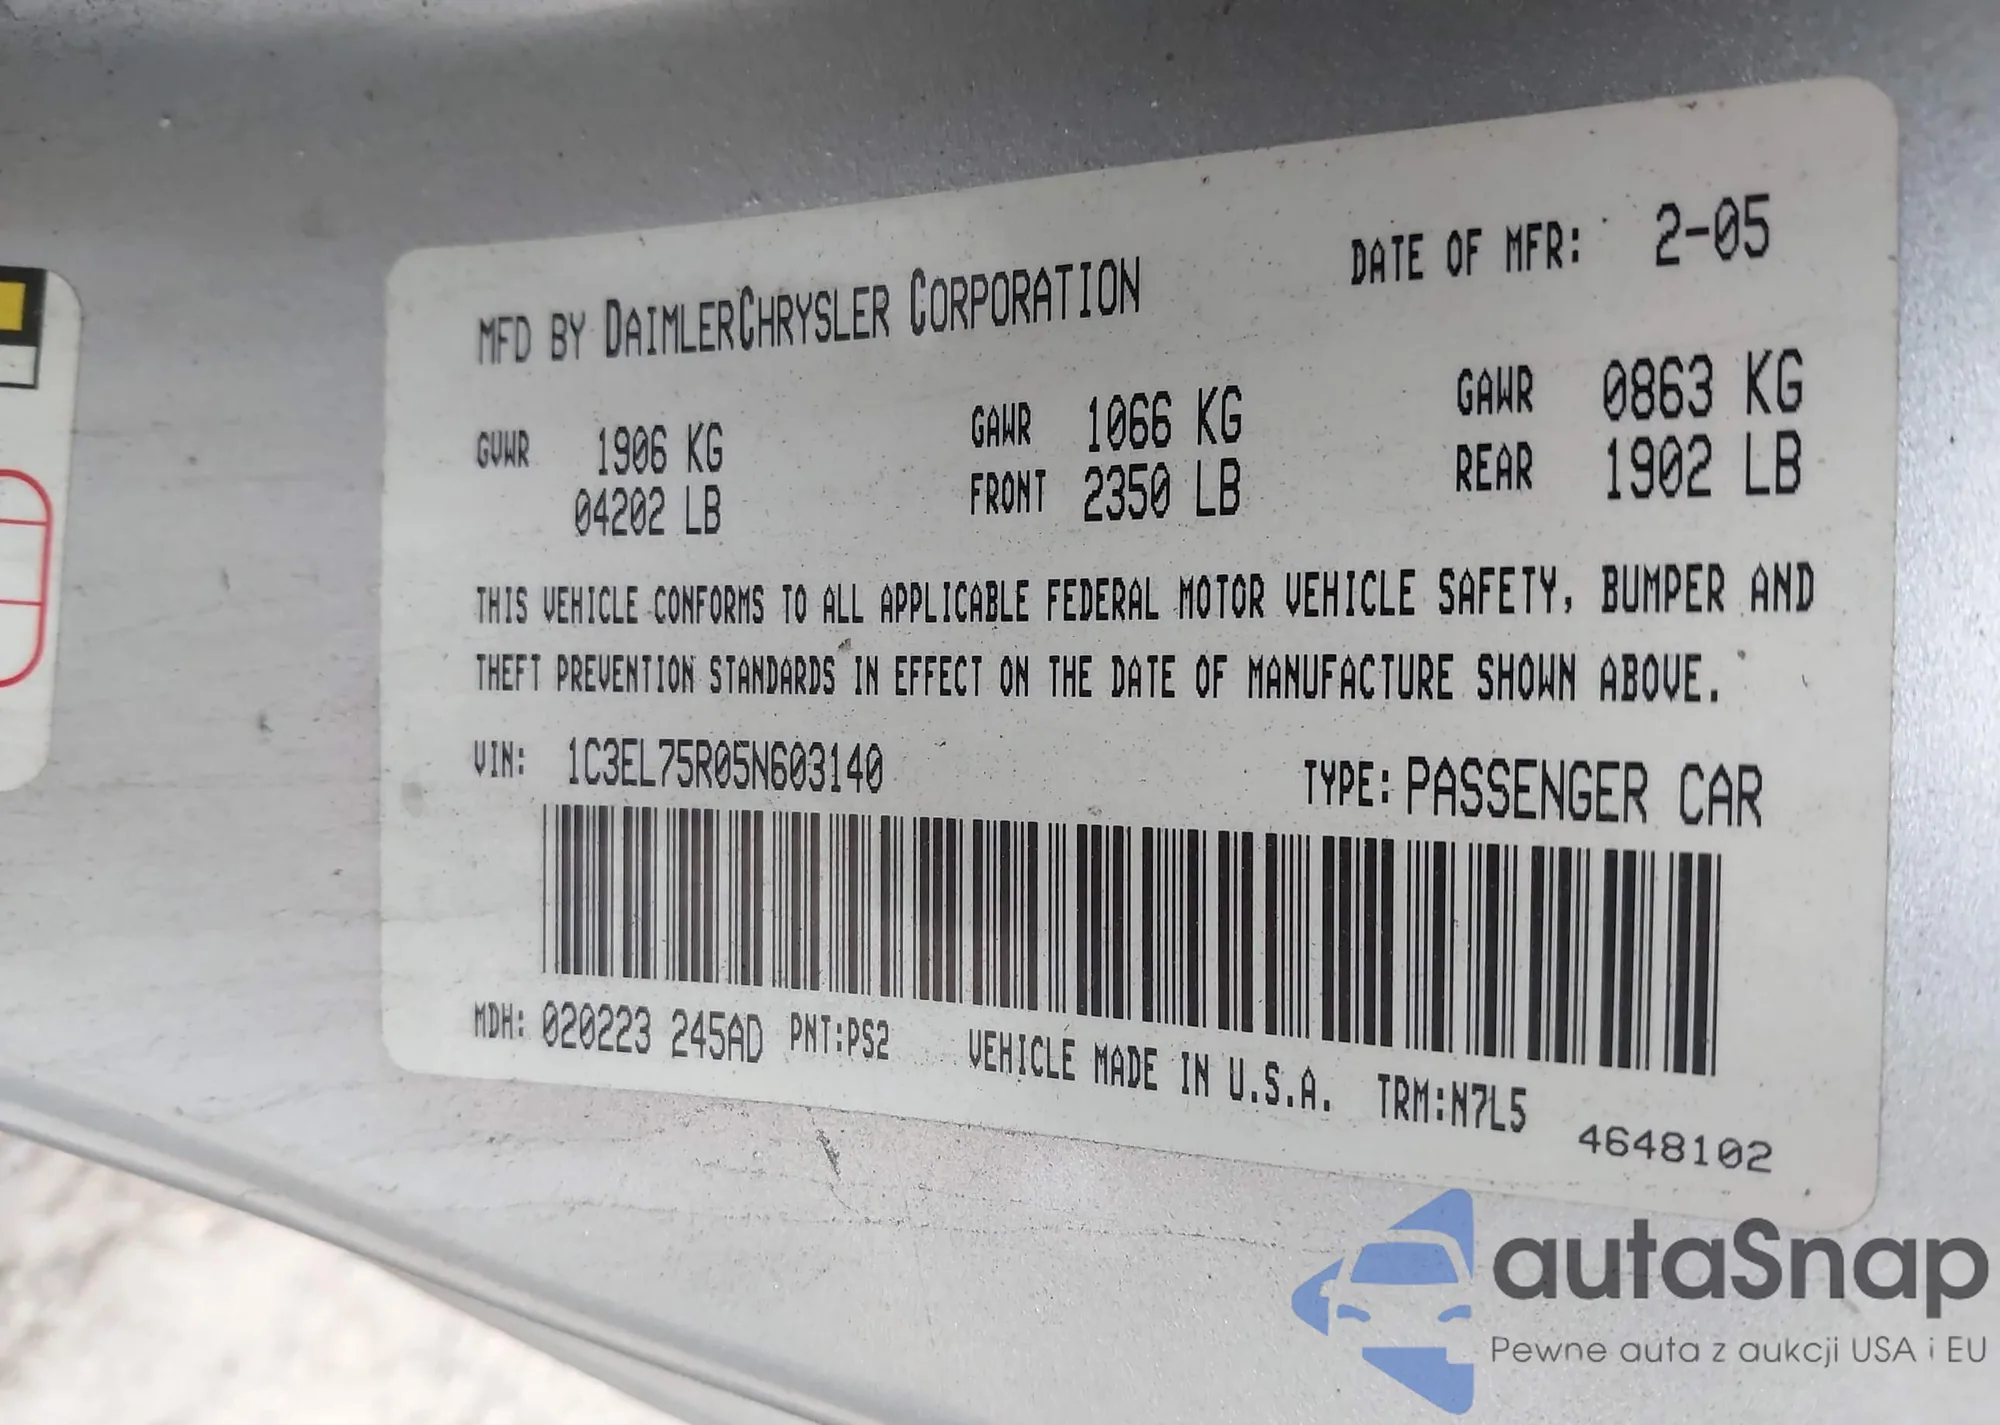 MFD BY DAIMLERCHRYSLER CORPORATION DATE OF MFR: 2-05
GVWR 1906 KG GAWR 1066 KG GAWR 0863 KG
04202 LB FRONT 2350 LB REAR 1902 LB
THIS VEHICLE CONFORMS TO ALL APPLICABLE FEDERAL MOTOR VEHICLE SAFETY, BUMPER AND
THEFT PREVENTION STANDARDS IN EFFECT ON THE DATE OF MANUFACTURE SHOWN ABOVE.
VIN: 1C3EL75R05N603140 TYPE: PASSENGER CAR
MDH: 020223 245AD PNT:PS2 VEHICLE MADE IN U.S.A. TRM:N7L5
4648102
autaSnap
Pewne auta z aukcji USA i EU